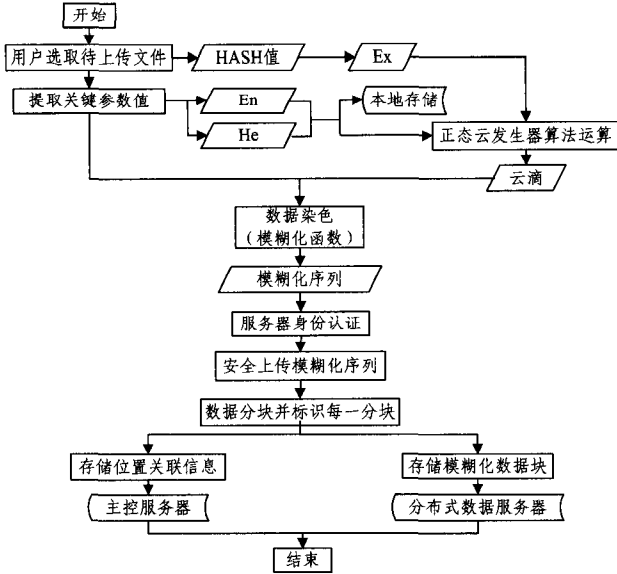 开始
用户选取待上传文件
HASH值
Ex
提取关键参数值
En
He
本地存储
正态云发生器算法运算
云滴
数据染色
（模糊化函数）
模糊化序列
服务器身份认证
安全上传模糊化序列
数据分块并标识每一分块
存储位置关联信息
存储模糊化数据块
主控服务器
分布式数据服务器
结束